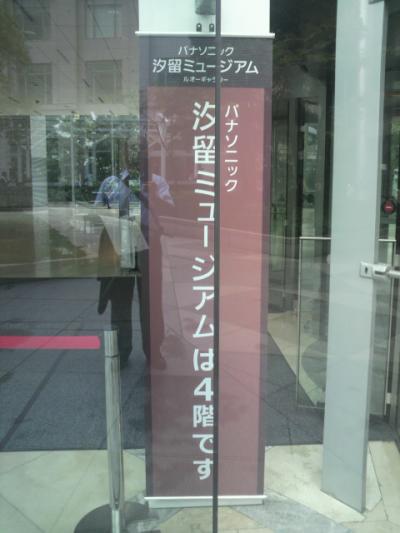 パナソニック
汐留ミュージアム
ルオーギャラリー
パナソニック
汐留ミュージアムは4階です